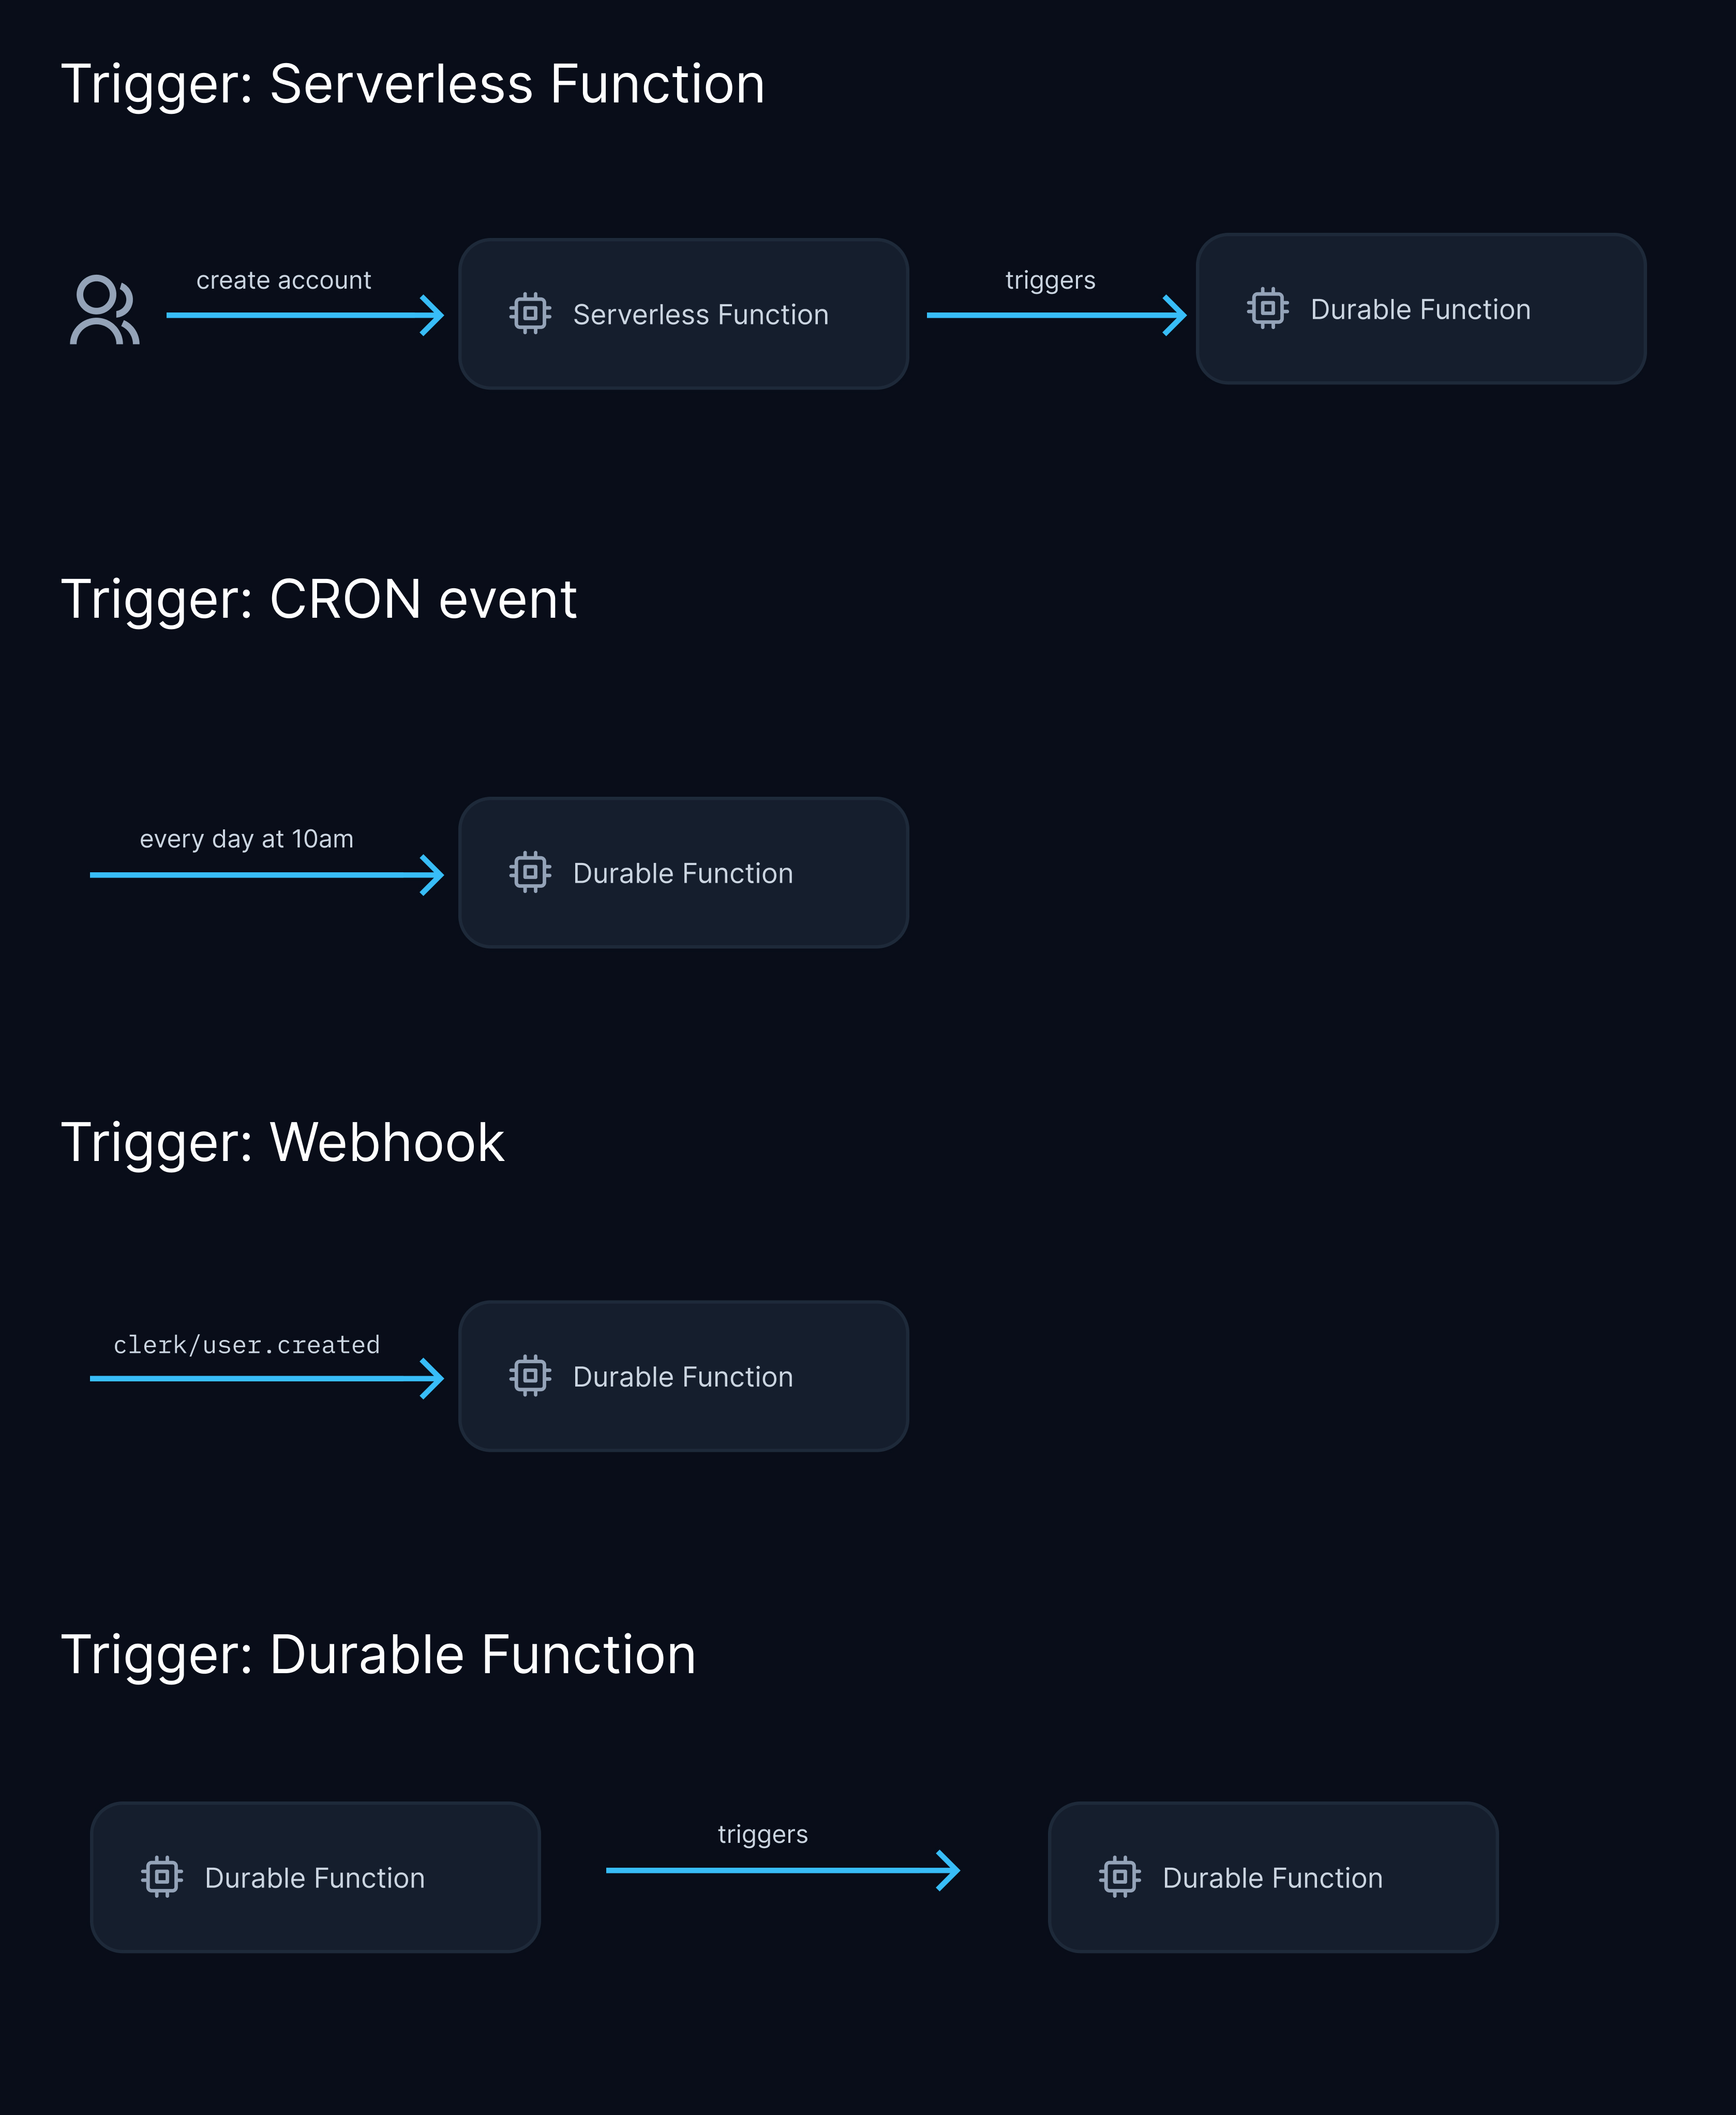 Trigger: Serverless Function
create account
Serverless Function
triggers
Durable Function
Trigger: CRON event
every day at 10am
Durable Function
Trigger: Webhook
clerk/user.created
Durable Function
Trigger: Durable Function
Durable Function
triggers
Durable Function